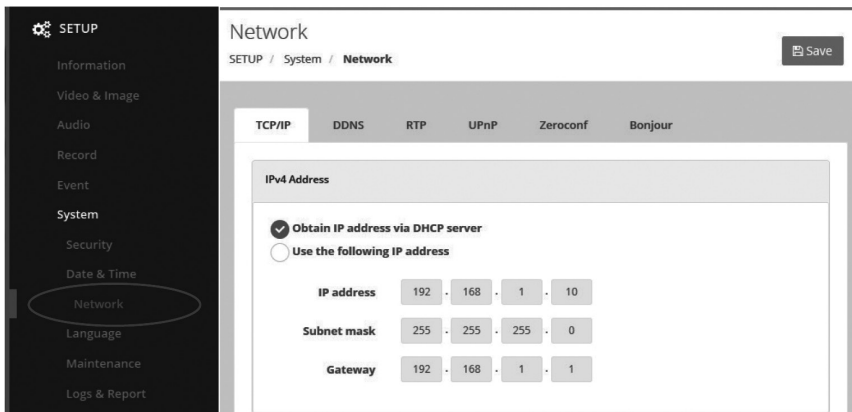 SETUP
Information
Video & Image
Audio
Record
Event
System
Security
Date & Time
Network
Language
Maintenance
Logs & Report
Network
SETUP / System / Network
Save
TCP/IP DDNS RTP UPnP Zeroconf Bonjour
IPv4 Address
Obtain IP address via DHCP server
Use the following IP address
IP address 192 . 168 . 1 . 10
Subnet mask 255 . 255 . 255 . 0
Gateway 192 . 168 . 1 . 1